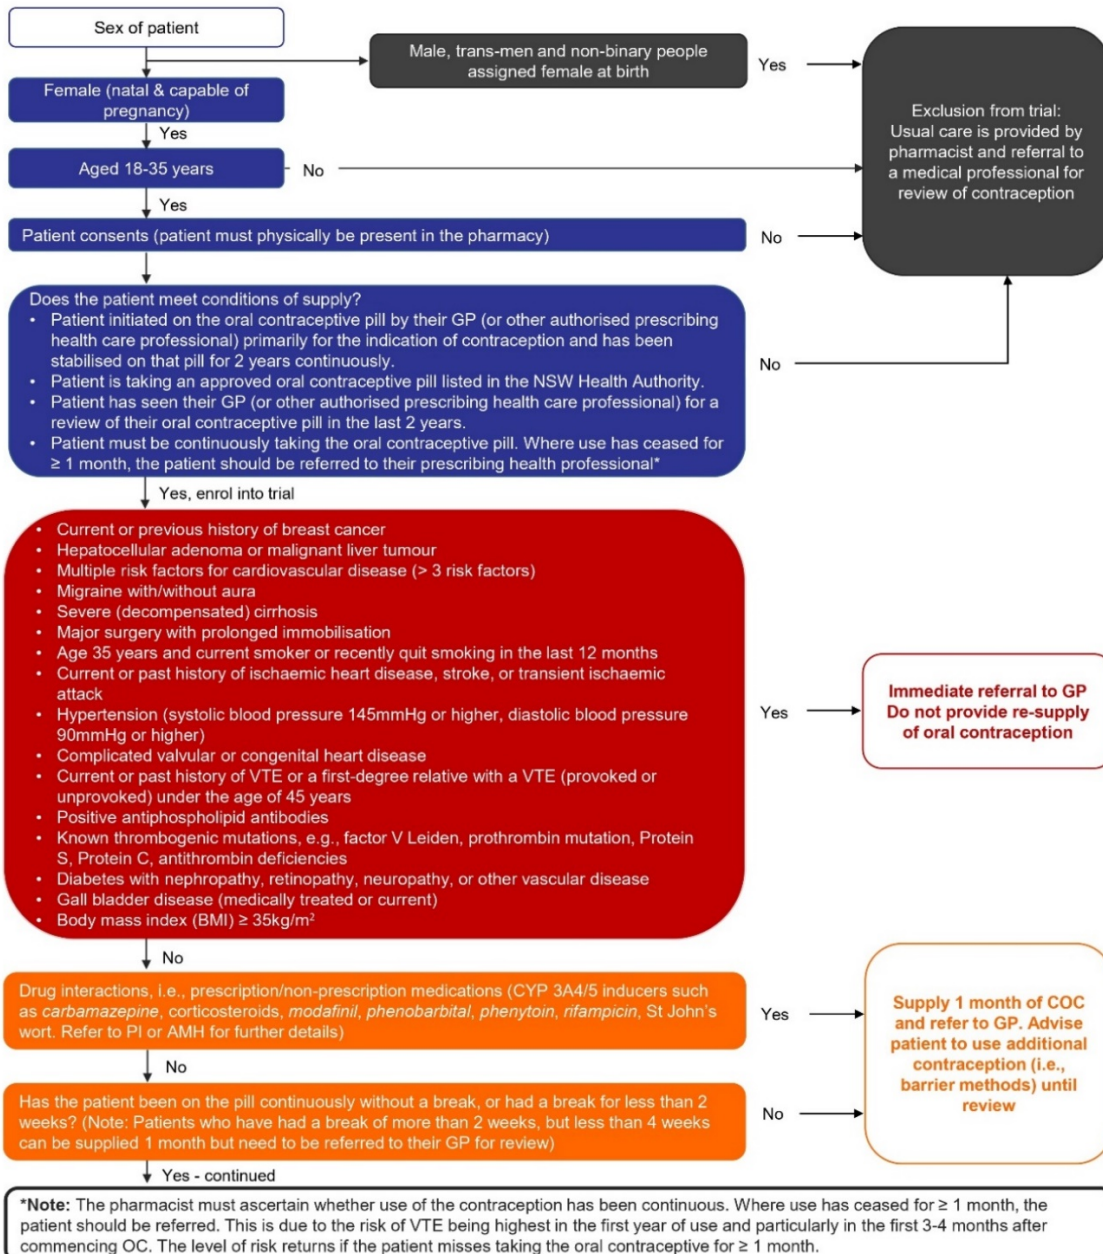 Sex of patient
Male, trans-men and non-binary people
assigned female at birth
Yes
Female (natal & capable of
pregnancy)
Exclusion from trial:
Usual care is provided by
pharmacist and referral to
a medical professional for
review of contraception
Yes
Aged 18-35 years
No
Yes
Patient consents (patient must physically be present in the pharmacy)
No
Does the patient meet conditions of supply?
• Patient initiated on the oral contraceptive pill by their GP (or other authorised prescribing
health care professional) primarily for the indication of contraception and has been
stabilised on that pill for 2 years continuously.
• Patient is taking an approved oral contraceptive pill listed in the NSW Health Authority.
• Patient has seen their GP (or other authorised prescribing health care professional) for a
review of their oral contraceptive pill in the last 2 years.
• Patient must be continuously taking the oral contraceptive pill. Where use has ceased for
≥ 1 month, the patient should be referred to their prescribing health professional*
No
Yes, enrol into trial
• Current or previous history of breast cancer
• Hepatocellular adenoma or malignant liver tumour
• Multiple risk factors for cardiovascular disease (> 3 risk factors)
• Migraine with/without aura
• Severe (decompensated) cirrhosis
• Major surgery with prolonged immobilisation
• Age 35 years and current smoker or recently quit smoking in the last 12 months
• Current or past history of ischaemic heart disease, stroke, or transient ischaemic
attack
• Hypertension (systolic blood pressure 145mmHg or higher, diastolic blood pressure
90mmHg or higher)
• Complicated valvular or congenital heart disease
• Current or past history of VTE or a first-degree relative with a VTE (provoked or
unprovoked) under the age of 45 years
• Positive antiphospholipid antibodies
• Known thrombogenic mutations, e.g., factor V Leiden, prothrombin mutation, Protein
S, Protein C, antithrombin deficiencies
• Diabetes with nephropathy, retinopathy, neuropathy, or other vascular disease
• Gall bladder disease (medically treated or current)
• Body mass index (BMI) ≥ 35kg/m²
Yes
Immediate referral to GP
Do not provide re-supply
of oral contraception
No
Drug interactions, i.e., prescription/non-prescription medications (CYP 3A4/5 inducers such
as carbamazepine, corticosteroids, modafinil, phenobarbital, phenytoin, rifampicin, St John's
wort. Refer to PI or AMH for further details)
Yes
Supply 1 month of COC
and refer to GP. Advise
patient to use additional
contraception (i.e.,
barrier methods) until
review
No
Has the patient been on the pill continuously without a break, or had a break for less than 2
weeks? (Note: Patients who have had a break of more than 2 weeks, but less than 4 weeks
can be supplied 1 month but need to be referred to their GP for review)
No
Yes - continued
*Note: The pharmacist must ascertain whether use of the contraception has been continuous. Where use has ceased for ≥ 1 month, the
patient should be referred. This is due to the risk of VTE being highest in the first year of use and particularly in the first 3-4 months after
commencing OC. The level of risk returns if the patient misses taking the oral contraceptive for ≥ 1 month.